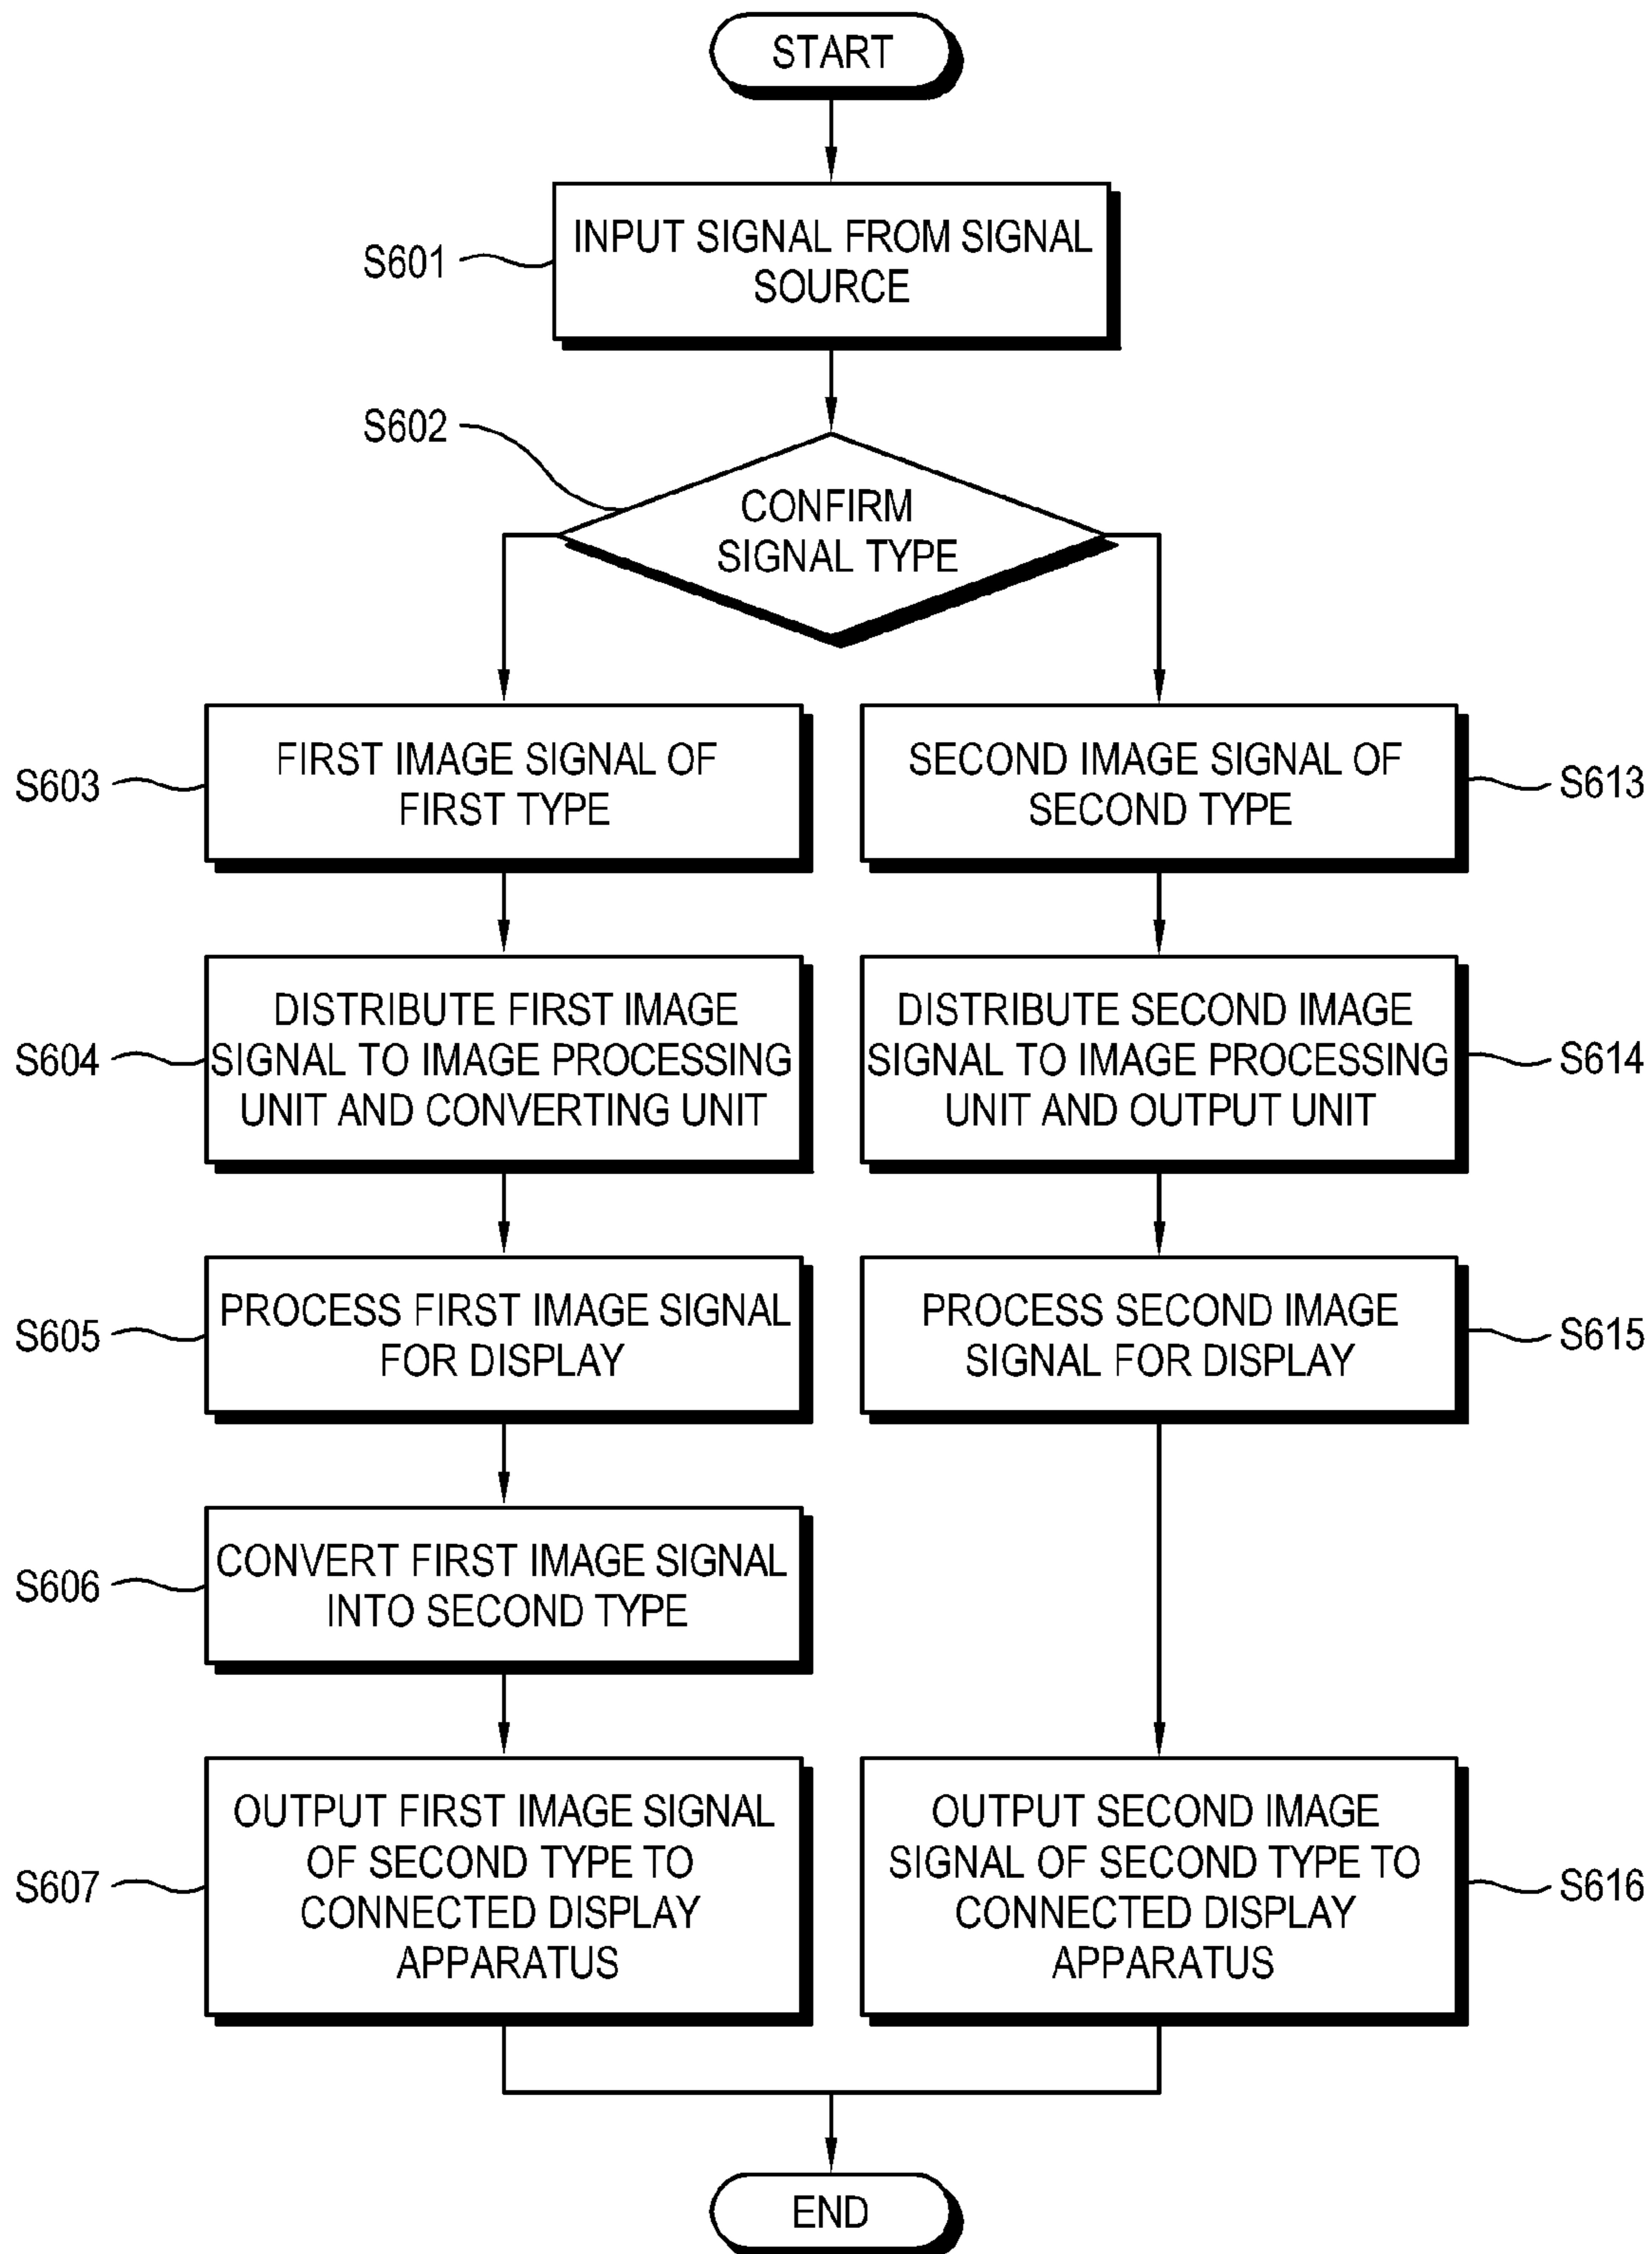 START
S601
INPUT SIGNAL FROM SIGNAL
SOURCE
S602
CONFIRM
SIGNAL TYPE
S603
FIRST IMAGE SIGNAL OF
FIRST TYPE
SECOND IMAGE SIGNAL OF
SECOND TYPE
S613
S604
DISTRIBUTE FIRST IMAGE
SIGNAL TO IMAGE PROCESSING
UNIT AND CONVERTING UNIT
DISTRIBUTE SECOND IMAGE
SIGNAL TO IMAGE PROCESSING
UNIT AND OUTPUT UNIT
S614
S605
PROCESS FIRST IMAGE SIGNAL
FOR DISPLAY
PROCESS SECOND IMAGE
SIGNAL FOR DISPLAY
S615
S606
CONVERT FIRST IMAGE SIGNAL
INTO SECOND TYPE
S607
OUTPUT FIRST IMAGE SIGNAL
OF SECOND TYPE TO
CONNECTED DISPLAY
APPARATUS
OUTPUT SECOND IMAGE
SIGNAL OF SECOND TYPE TO
CONNECTED DISPLAY
APPARATUS
S616
END